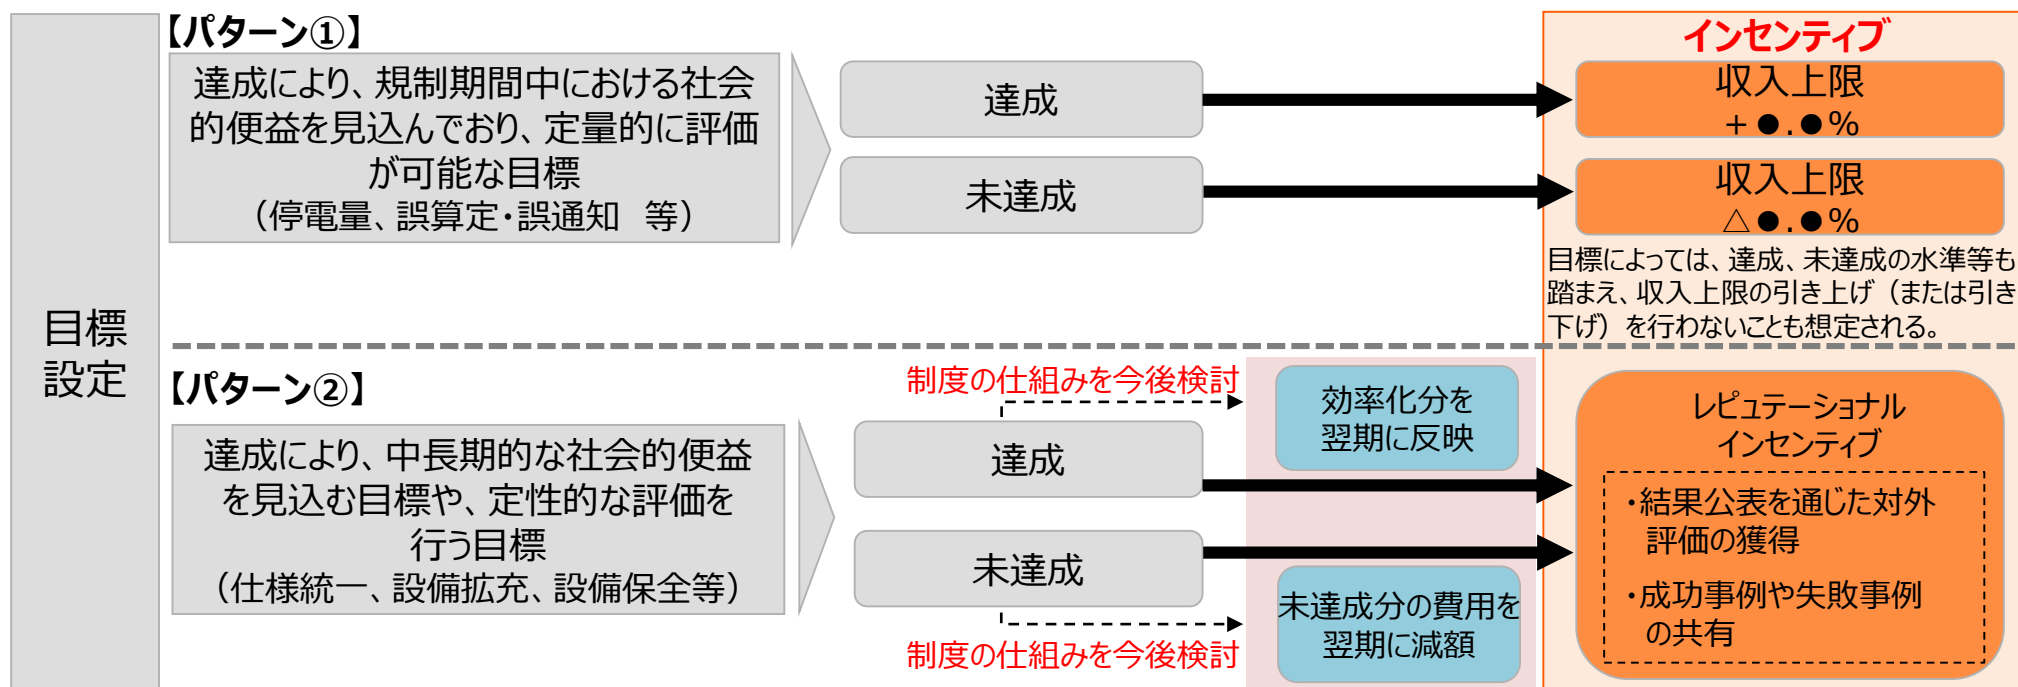 目標
設定
【パターン①】
達成により、規制期間中における社会
的便益を見込んでおり、定量的に評価
が可能な目標
（停電量、誤算定・誤通知　等）
達成
未達成
インセンティブ
収入上限
＋●.●%
収入上限
△●.●%
目標によっては、達成、未達成の水準等も
踏まえ、収入上限の引き上げ（または引き
下げ）を行わないことも想定される。
【パターン②】
達成により、中長期的な社会的便益
を見込む目標や、定性的な評価を
行う目標
（仕様統一、設備拡充、設備保全等）
制度の仕組みを今後検討
達成
未達成
制度の仕組みを今後検討
効率化分を
翌期に反映
未達成分の費用を
翌期に減額
レピュテーショナル
インセンティブ
・結果公表を通じた対外
評価の獲得
・成功事例や失敗事例
の共有